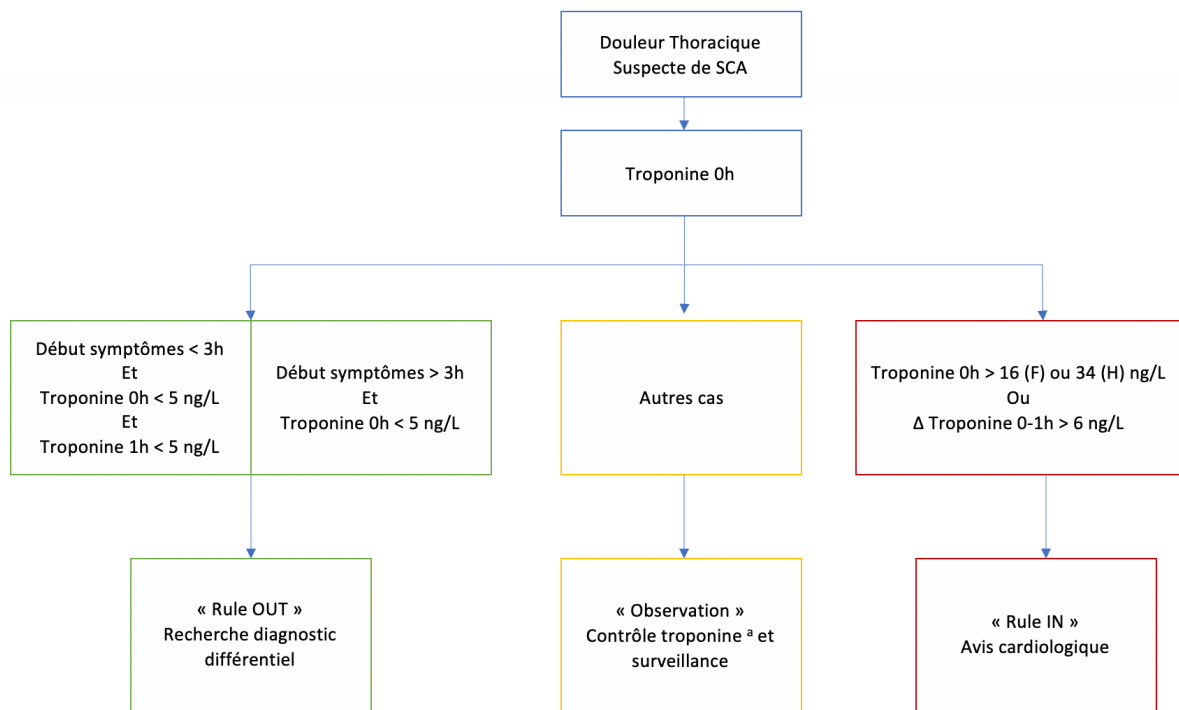 Douleur Thoracique
Suspecte de SCA
Troponine 0h
Début symptômes < 3h
Et
Troponine 0h < 5 ng/L
Et
Troponine 1h < 5 ng/L
Début symptômes > 3h
Et
Troponine 0h < 5 ng/L
Autres cas
Troponine 0h > 16 (F) ou 34 (H) ng/L
Ou
Δ Troponine 0-1h > 6 ng/L
« Rule OUT »
Recherche diagnostic
différentiel
« Observation »
Contrôle troponine ᵃ et
surveillance
« Rule IN »
Avis cardiologique